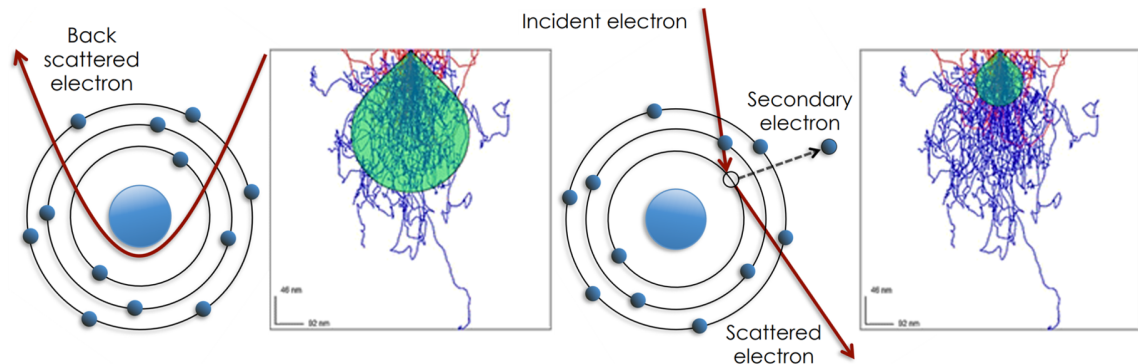 Back
scattered
electron
46 nm
92 nm
Incident electron
Secondary
electron
Scattered
electron
46 nm
92 nm